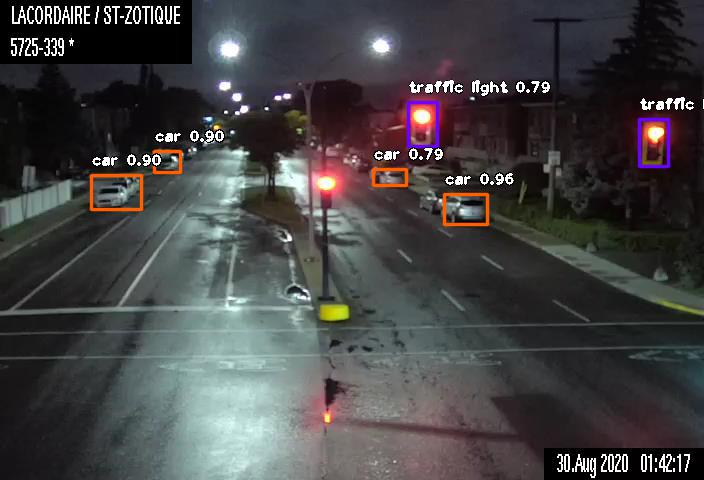 LACORDAIRE / ST-ZOTIQUE
5725-339 *
traffic light 0.79
traffic
car 0.90
car 0.90
car 0.79
car 0.96
30.Aug 2020 01:42:17